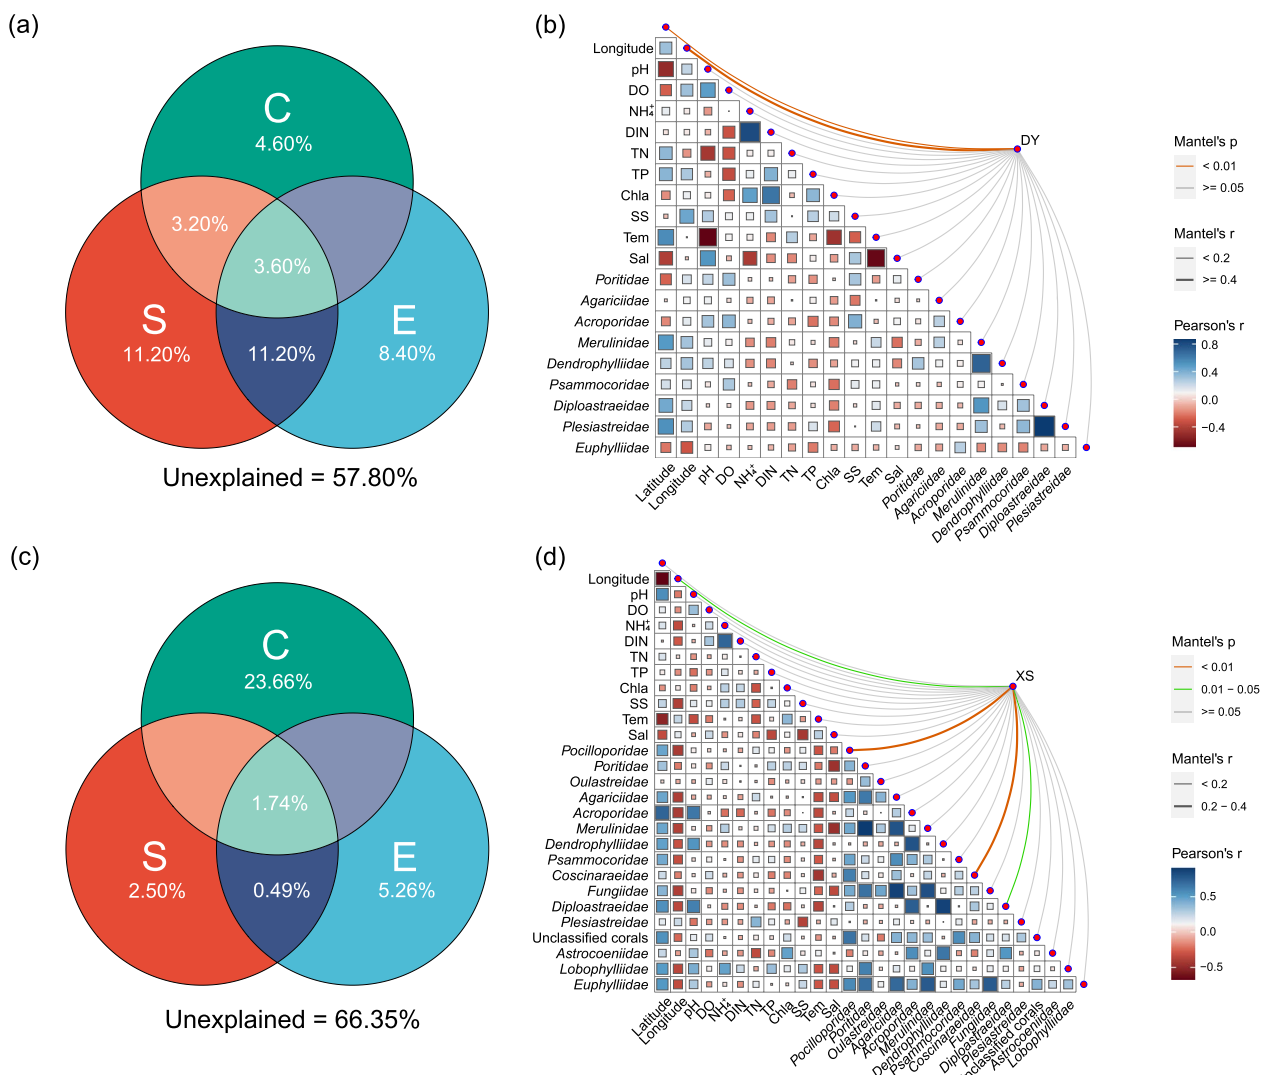 (a)
C
4.60%
3.20%
3.60%
S
11.20%
11.20%
E
8.40%
Unexplained = 57.80%
(b)
Longitude
pH
DO
NH₄⁺
DIN
TN
TP
Chla
SS
Tem
Sal
Poritidae
Agariciidae
Acroporidae
Merulinidae
Dendrophylliidae
Psammocoridae
Diploastraeidae
Plesiastreidae
Euphylliidae
Latitude
Longitude
pH
DO
NH₄⁺
DIN
TN
TP
Chla
SS
Tem
Sal
Poritidae
Agariciidae
Acroporidae
Merulinidae
Dendrophylliidae
Psammocoridae
Diploastraeidae
Plesiastreidae
DY
Mantel's p
< 0.01
>= 0.05
Mantel's r
< 0.2
>= 0.4
Pearson's r
0.8
0.4
0.0
−0.4
(c)
C
23.66%
1.74%
S
2.50%
0.49%
E
5.26%
Unexplained = 66.35%
(d)
Longitude
pH
DO
NH₄⁺
DIN
TN
TP
Chla
SS
Tem
Sal
Pocilloporidae
Poritidae
Oulastreidae
Agariciidae
Acroporidae
Merulinidae
Dendrophylliidae
Psammocoridae
Coscinaraeidae
Fungiidae
Diploastraeidae
Plesiastreidae
Unclassified corals
Astrocoeniidae
Lobophylliidae
Euphylliidae
Latitude
Longitude
pH
DO
NH₄⁺
DIN
TN
TP
Chla
SS
Tem
Sal
Pocilloporidae
Poritidae
Oulastreidae
Agariciidae
Acroporidae
Merulinidae
Dendrophylliidae
Psammocoridae
Coscinaraeidae
Fungiidae
Diploastraeidae
Plesiastreidae
nclassified corals
Astrocoeniidae
Lobophylliidae
XS
Mantel's p
< 0.01
0.01 − 0.05
>= 0.05
Mantel's r
< 0.2
0.2 − 0.4
Pearson's r
0.5
0.0
−0.5